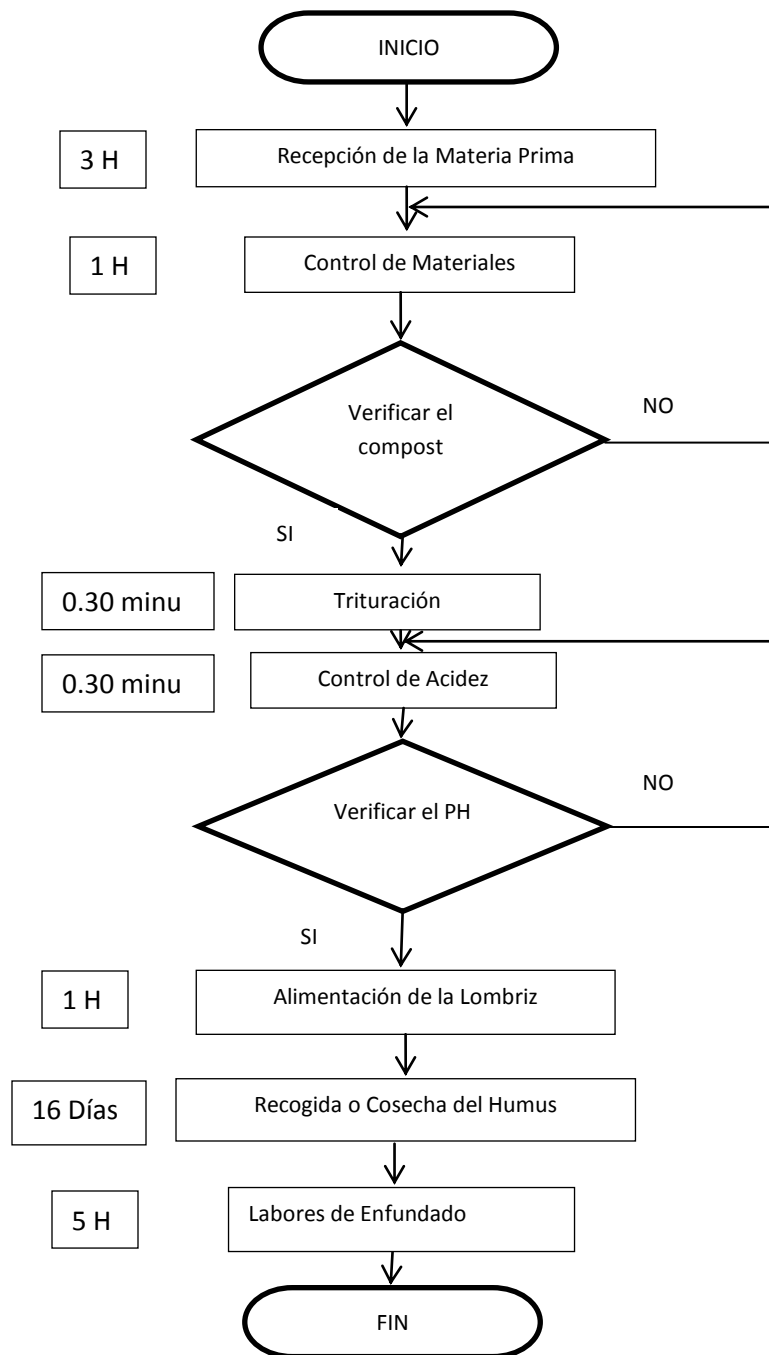 INICIO
3 H
Recepción de la Materia Prima
1 H
Control de Materiales
Verificar el
compost
NO
SI
0.30 minu
Trituración
0.30 minu
Control de Acidez
Verificar el PH
NO
SI
1 H
Alimentación de la Lombriz
16 Días
Recogida o Cosecha del Humus
5 H
Labores de Enfundado
FIN